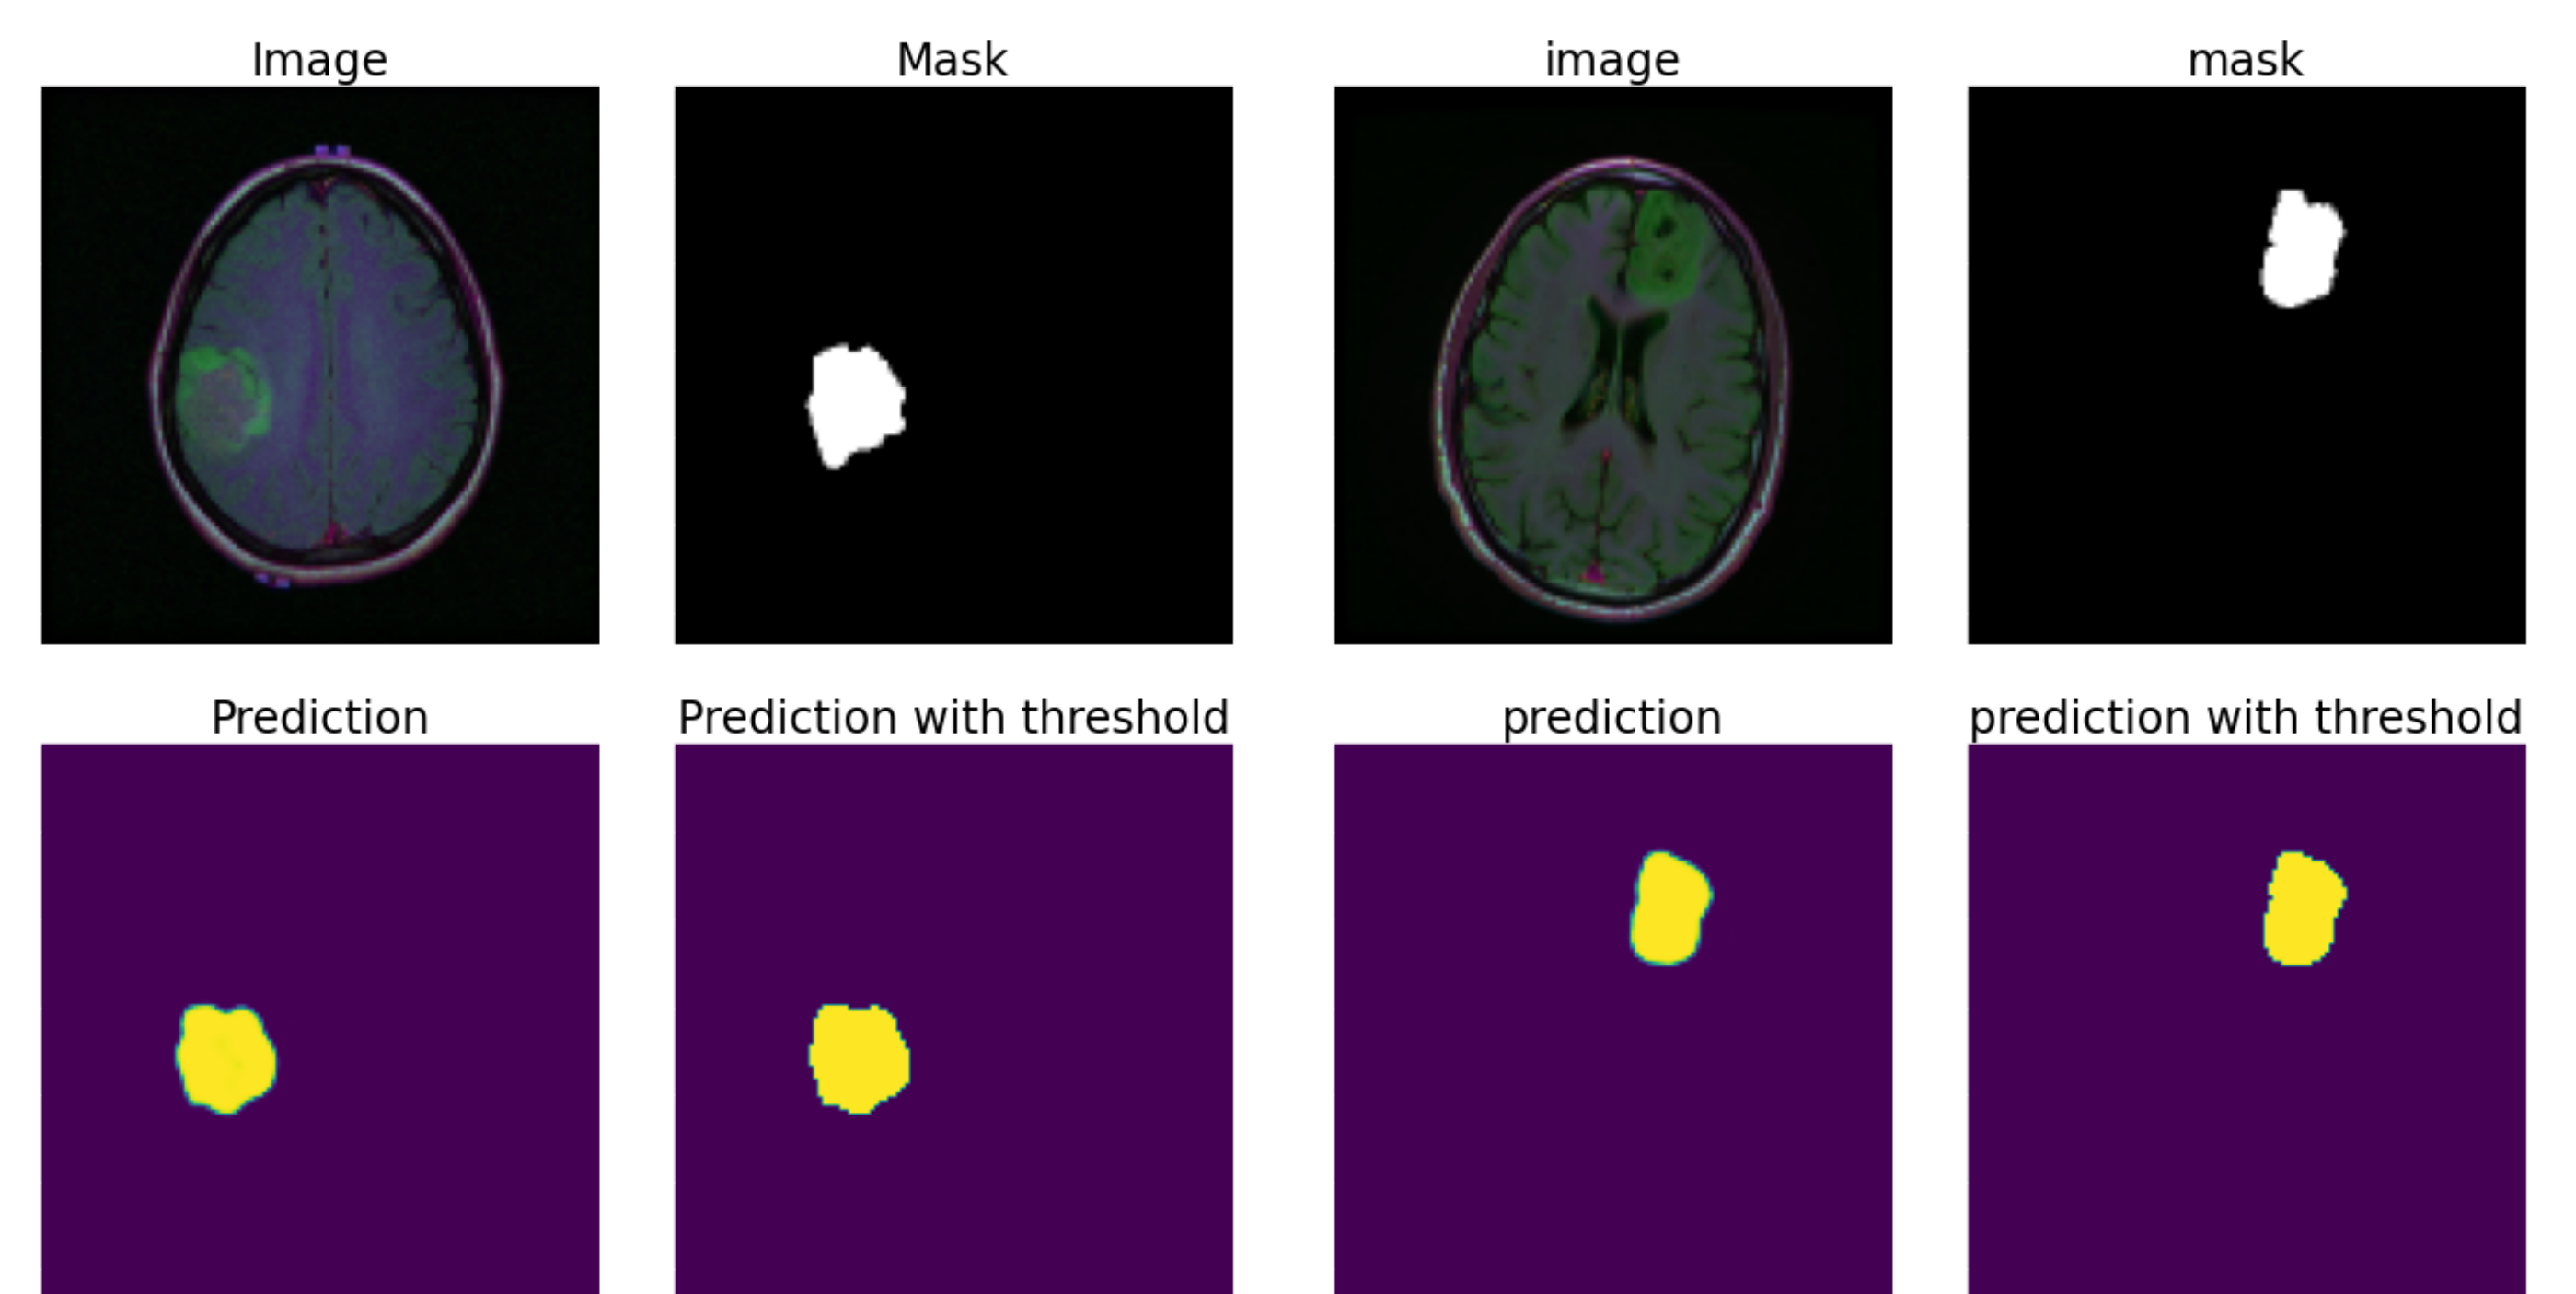 Image
Mask
image
mask
Prediction
Prediction with threshold
prediction
prediction with threshold